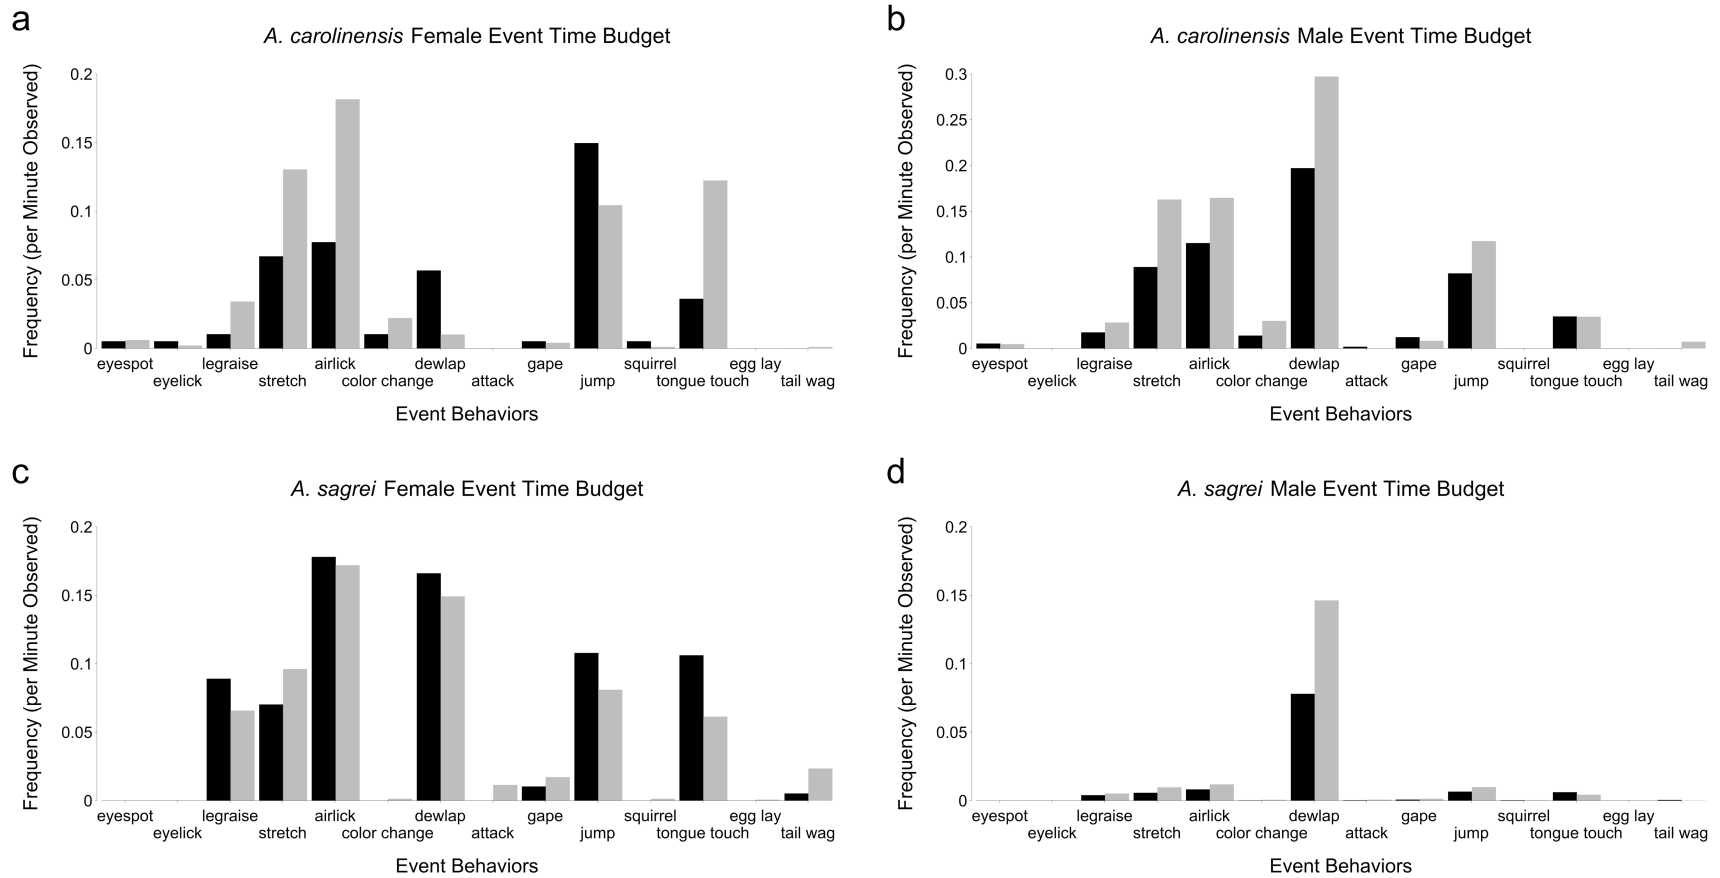 a
A. carolinensis Female Event Time Budget
Frequency (per Minute Observed)
0.2
0.15
0.1
0.05
0
eyespot legraise airlick dewlap gape squirrel egg lay
eyelick stretch color change attack jump tongue touch tail wag
Event Behaviors
b
A. carolinensis Male Event Time Budget
Frequency (per Minute Observed)
0.3
0.25
0.2
0.15
0.1
0.05
0
eyespot legraise airlick dewlap gape squirrel egg lay
eyelick stretch color change attack jump tongue touch tail wag
Event Behaviors
c
A. sagrei Female Event Time Budget
Frequency (per Minute Observed)
0.2
0.15
0.1
0.05
0
eyespot legraise airlick dewlap gape squirrel egg lay
eyelick stretch color change attack jump tongue touch tail wag
Event Behaviors
d
A. sagrei Male Event Time Budget
Frequency (per Minute Observed)
0.2
0.15
0.1
0.05
0
eyespot legraise airlick dewlap gape squirrel egg lay
eyelick stretch color change attack jump tongue touch tail wag
Event Behaviors